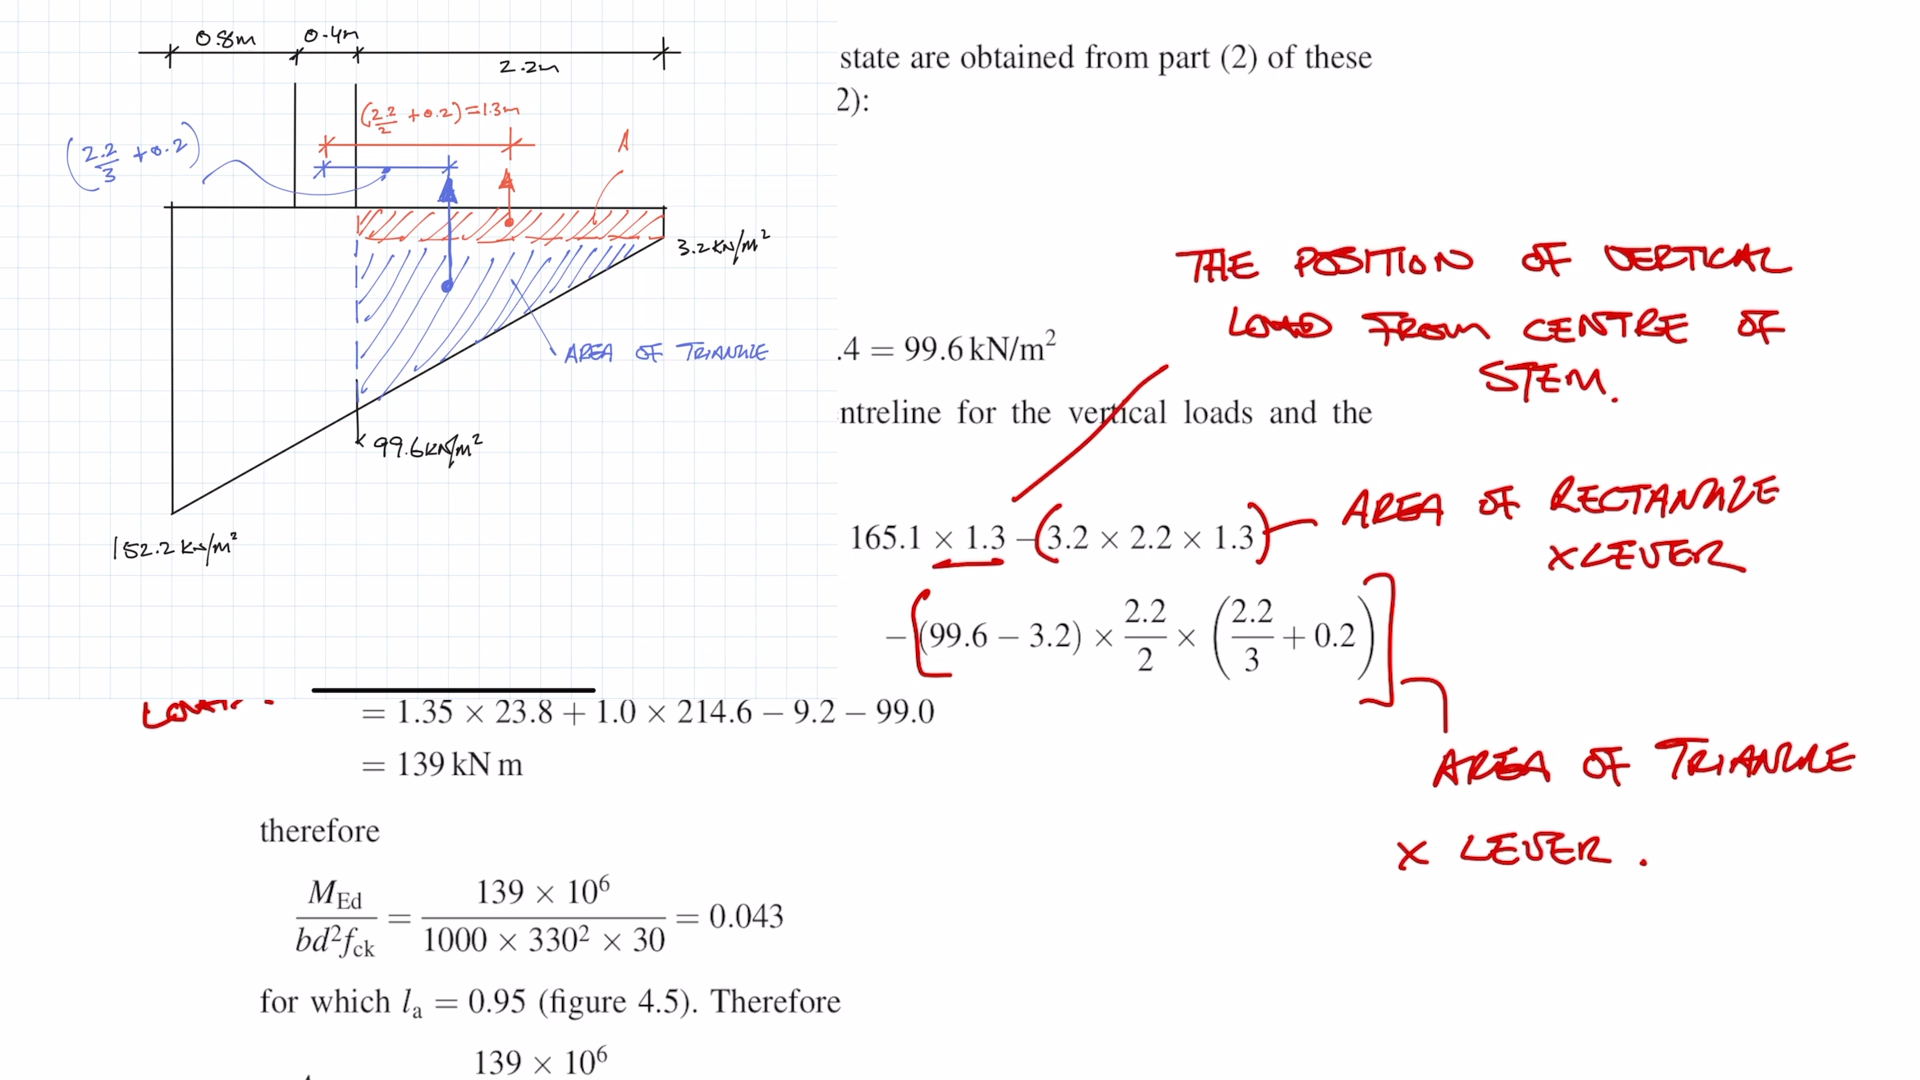 0.8m 0.4m 2.2m
(2.2/2 + 0.2) = 1.3m
(2.2/3 + 0.2)
A
3.2 KN/m²
AREA OF TRIANGLE
99.6 KN/m²
152.2 KN/m²
state are obtained from part (2) of these
2):
THE POSITION OF VERTICAL
LOAD FROM CENTRE OF
STEM.
.4 = 99.6 kN/m²
ntreline for the vertical loads and the
165.1 × 1.3 − (3.2 × 2.2 × 1.3)
AREA OF RECTANGLE
× LEVER
− [(99.6 − 3.2) × 2.2/2 × (2.2/3 + 0.2)]
= 1.35 × 23.8 + 1.0 × 214.6 − 9.2 − 99.0
= 139 kN m
AREA OF TRIANGLE
× LEVER.
therefore
M_Ed/bd²f_ck = 139 × 10⁶/1000 × 330² × 30 = 0.043
for which l_a = 0.95 (figure 4.5). Therefore
139 × 10⁶